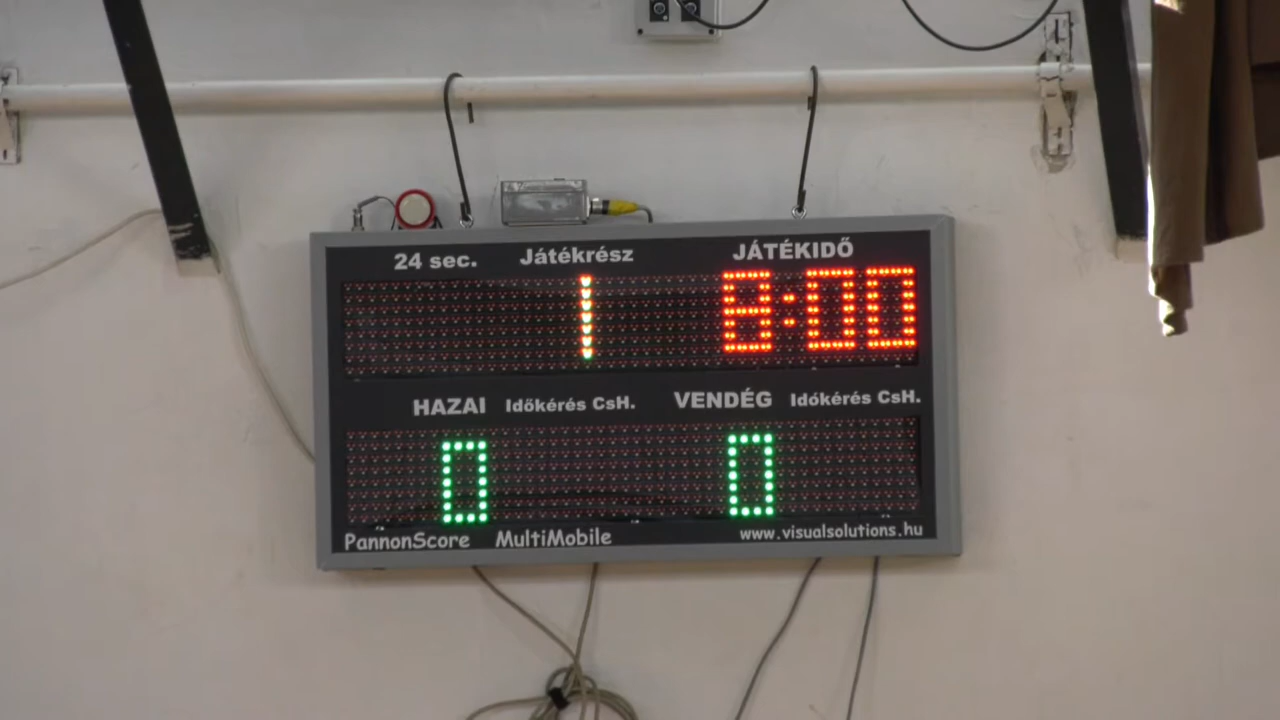 24 sec. Játékrész JÁTÉKIDŐ
1 8:00
HAZAI Időkérés CsH. VENDÉG Időkérés CsH.
0 0
PannonScore MultiMobile www.visualsolutions.hu